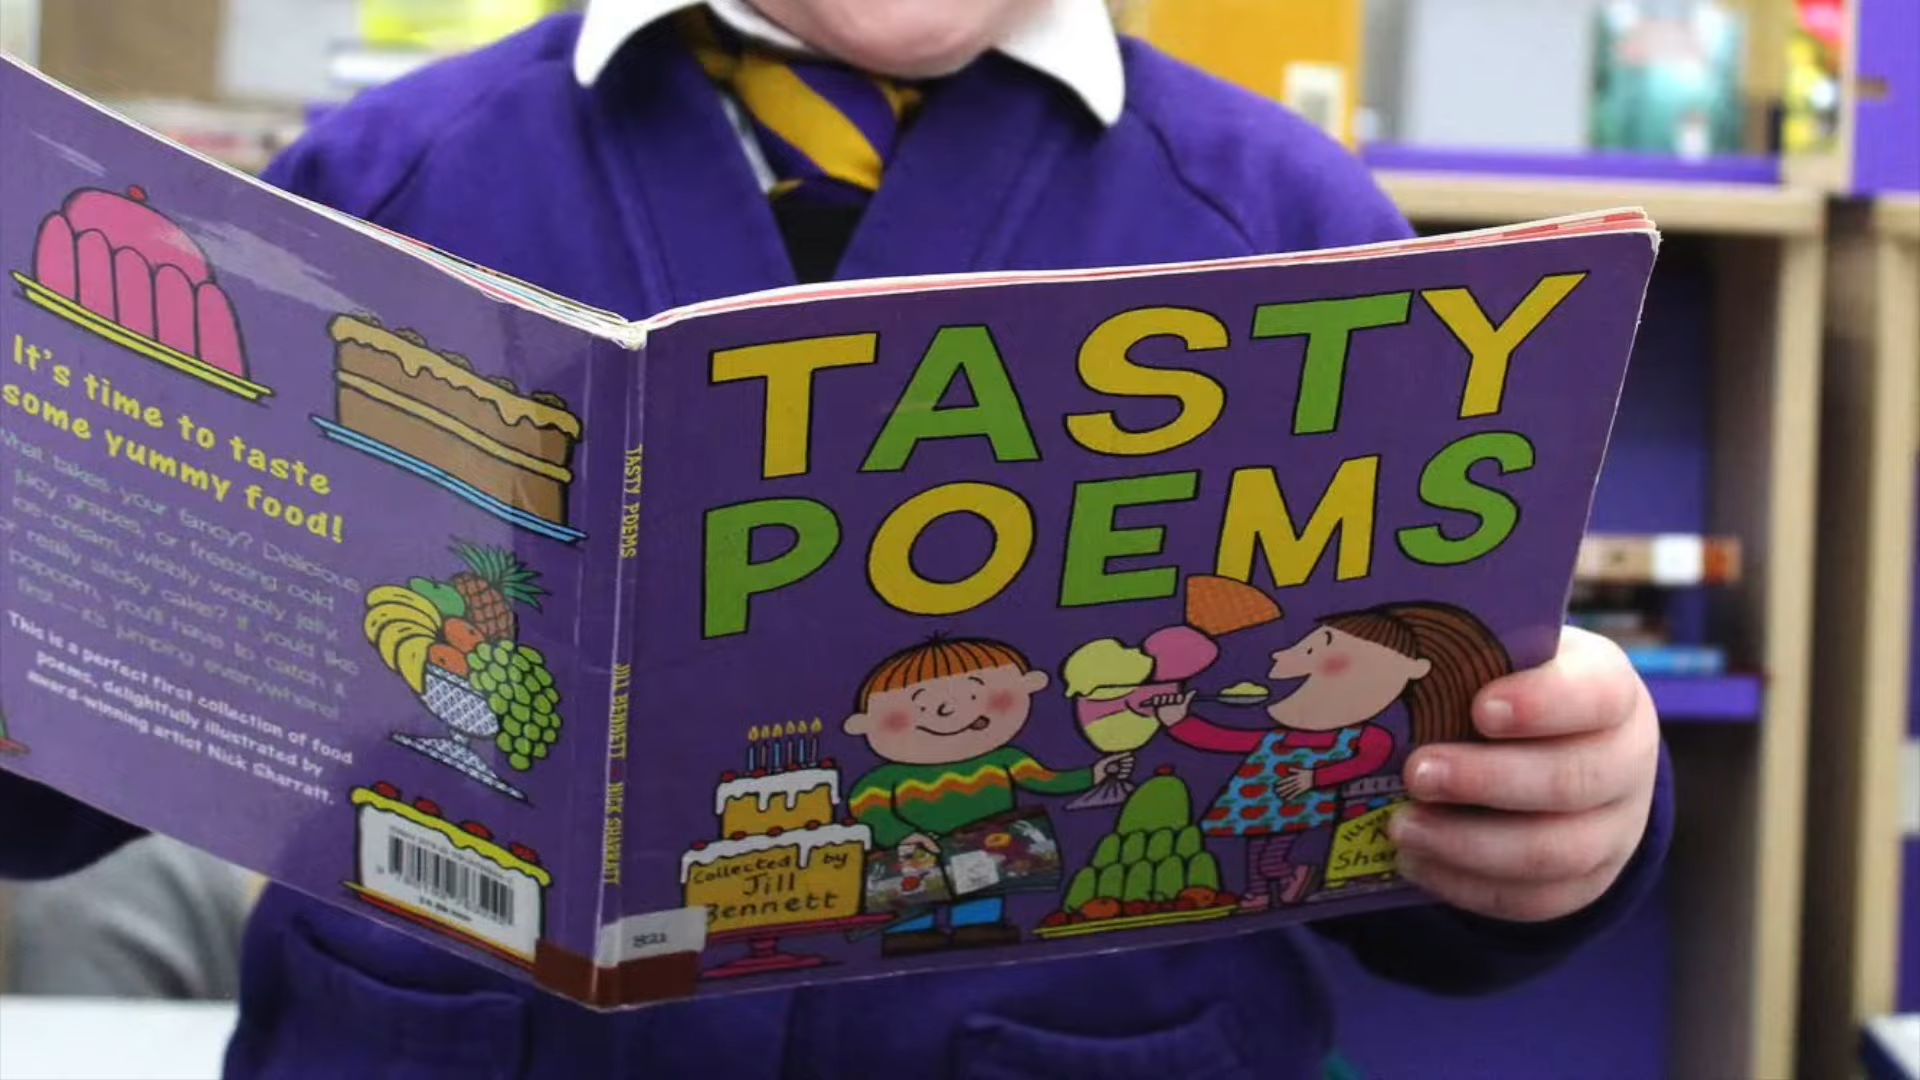 It's time to taste
some yummy food!
What takes your fancy? Delicious
juicy grapes, or freezing cold
ice-cream, wibbly wobbly jelly,
or really sticky cake? If you'd like
popcorn, you'll have to catch it
first – it's jumping everywhere!
This is a perfect first collection of food
poems, delightfully illustrated by
award-winning artist Nick Sharratt.
TASTY POEMS
JILL BENNETT NICK SHARRATT
821
TASTY
POEMS
Collected by
Jill
Bennett